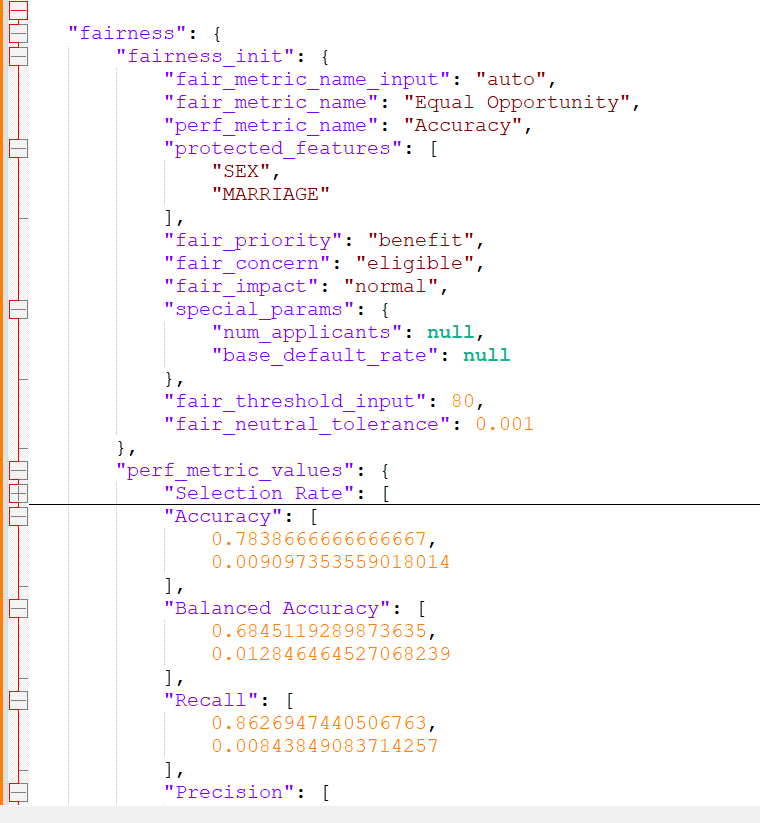 "fairness": {
"fairness_init": {
"fair_metric_name_input": "auto",
"fair_metric_name": "Equal Opportunity",
"perf_metric_name": "Accuracy",
"protected_features": [
"SEX",
"MARRIAGE"
],
"fair_priority": "benefit",
"fair_concern": "eligible",
"fair_impact": "normal",
"special_params": {
"num_applicants": null,
"base_default_rate": null
},
"fair_threshold_input": 80,
"fair_neutral_tolerance": 0.001
},
"perf_metric_values": {
"Selection Rate": [
"Accuracy": [
0.7838666666666667,
0.009097353559018014
],
"Balanced Accuracy": [
0.6845119289873635,
0.012846464527068239
],
"Recall": [
0.8626947440506763,
0.00843849083714257
],
"Precision": [